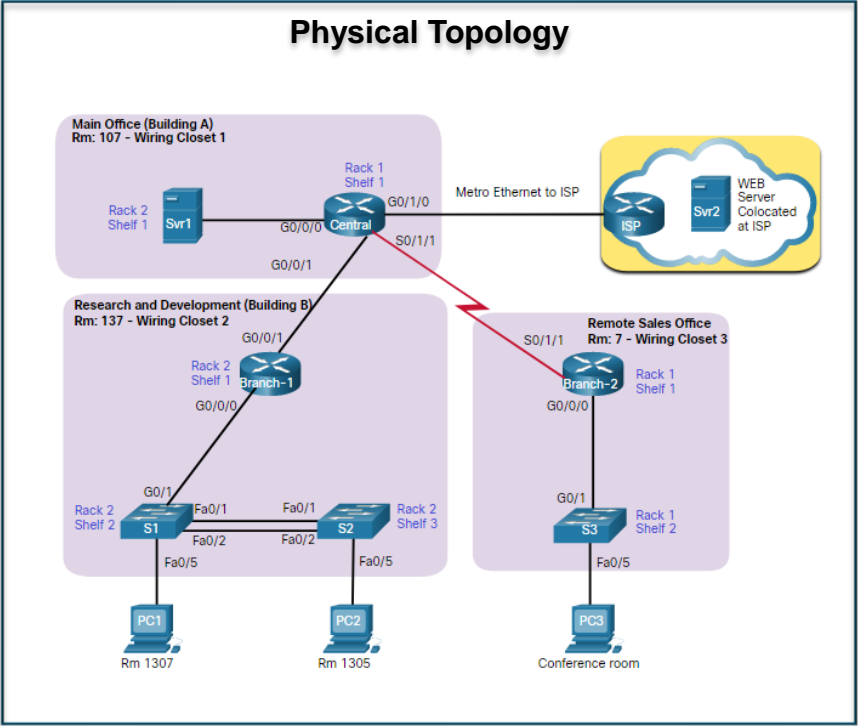 Physical Topology
Main Office (Building A)
Rm: 107 - Wiring Closet 1
Rack 1
Shelf 1
Rack 2
Shelf 1
Svr1
G0/0/0
Central
G0/1/0
S0/1/1
G0/0/1
Metro Ethernet to ISP
ISP
Svr2
WEB
Server
Colocated
at ISP
Research and Development (Building B)
Rm: 137 - Wiring Closet 2
G0/0/1
Rack 2
Shelf 1
Branch-1
G0/0/0
G0/1
Rack 2
Shelf 2
S1
Fa0/1
Fa0/2
Fa0/1
Fa0/2
S2
Rack 2
Shelf 3
Fa0/5
Fa0/5
PC1
Rm 1307
PC2
Rm 1305
Remote Sales Office
Rm: 7 - Wiring Closet 3
S0/1/1
Branch-2
Rack 1
Shelf 1
G0/0/0
G0/1
S3
Rack 1
Shelf 2
Fa0/5
PC3
Conference room